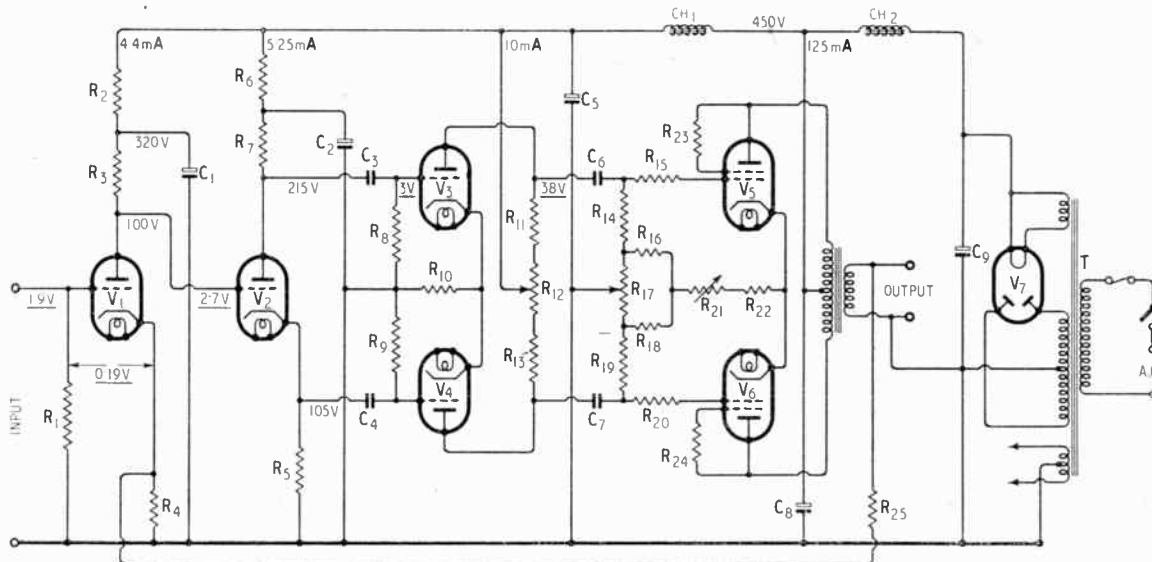 CH1
450V
CH2
4.4mA
5.25mA
10mA
125mA
R2
R6
320V
C1
R3
R7
C2
C5
R23
100V
215V
C3
3V
V3
38V
C6
R15
V5
R14
R8
R11
R16
C9
V7
T
1.9V
V1
2.7V
V2
R10
R12
R17
R21
R22
OUTPUT
R18
0.19V
R9
R13
R19
V4
V6
A.
INPUT
R1
105V
C4
C7
R20
R24
R5
R4
C8
R25